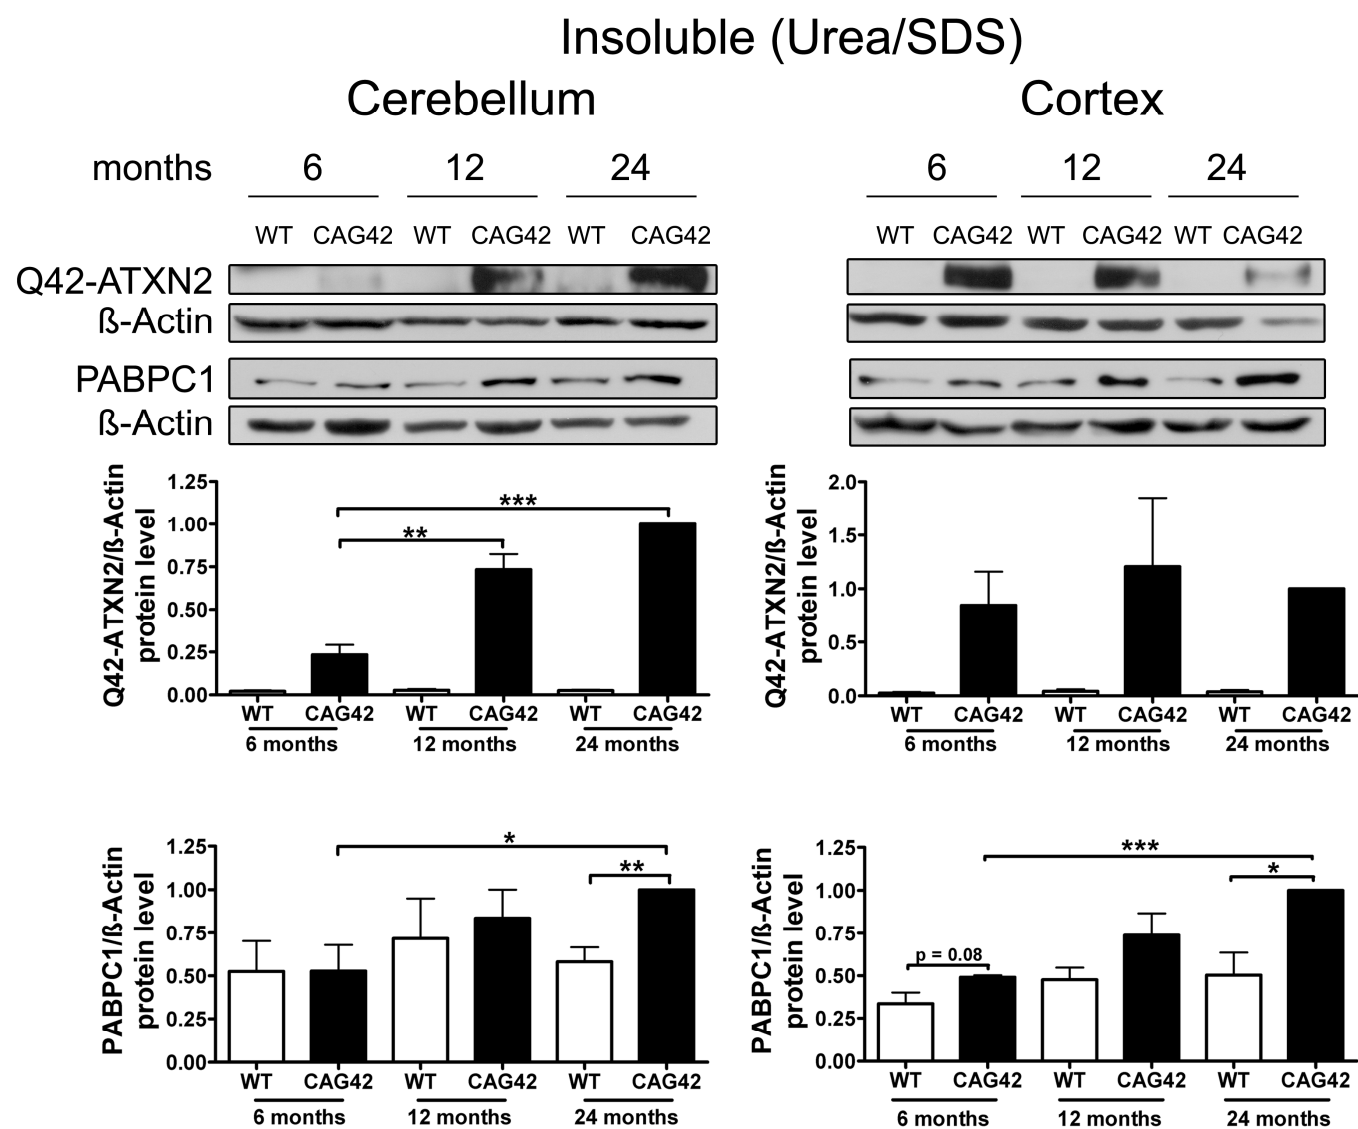 Insoluble (Urea/SDS)
Cerebellum
Cortex
months 6 12 24
6 12 24
WT CAG42 WT CAG42 WT CAG42
WT CAG42 WT CAG42 WT CAG42
Q42-ATXN2
ß-Actin
PABPC1
ß-Actin
Q42-ATXN2/ß-Actin
protein level
1.25
1.00
0.75
0.50
0.25
0.00
***
**
WT CAG42 WT CAG42 WT CAG42
6 months 12 months 24 months
Q42-ATXN2/ß-Actin
protein level
2.0
1.5
1.0
0.5
0.0
WT CAG42 WT CAG42 WT CAG42
6 months 12 months 24 months
PABPC1/ß-Actin
protein level
1.25
1.00
0.75
0.50
0.25
0.00
*
**
WT CAG42 WT CAG42 WT CAG42
6 months 12 months 24 months
PABPC1/ß-Actin
protein level
1.25
1.00
0.75
0.50
0.25
0.00
***
*
p = 0.08
WT CAG42 WT CAG42 WT CAG42
6 months 12 months 24 months